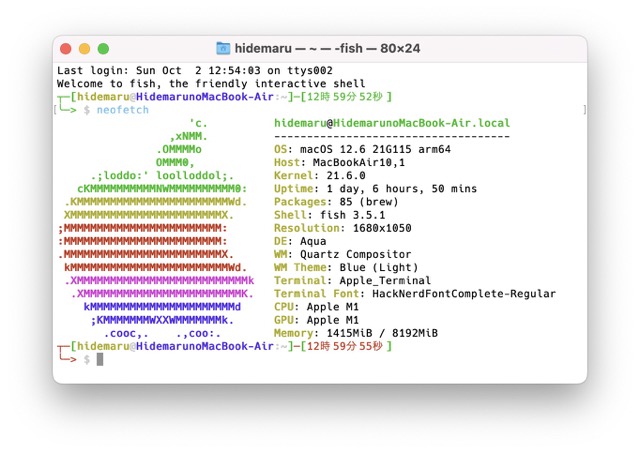 hidemaru — ~ — -fish — 80×24
Last login: Sun Oct  2 12:54:03 on ttys002
Welcome to fish, the friendly interactive shell
┬─[hidemaru@HidemarunoMacBook-Air:~]─[12時59分52秒]
╰─> $ neofetch
                    'c.          hidemaru@HidemarunoMacBook-Air.local
                 ,xNMM.          ------------------------------------
               .OMMMMo           OS: macOS 12.6 21G115 arm64
               OMMM0,            Host: MacBookAir10,1
     .;loddo:' loolloddol;.      Kernel: 21.6.0
   cKMMMMMMMMMMNWMMMMMMMMMM0:    Uptime: 1 day, 6 hours, 50 mins
 .KMMMMMMMMMMMMMMMMMMMMMMMWd.    Packages: 85 (brew)
 XMMMMMMMMMMMMMMMMMMMMMMMX.      Shell: fish 3.5.1
;MMMMMMMMMMMMMMMMMMMMMMMM:       Resolution: 1680x1050
:MMMMMMMMMMMMMMMMMMMMMMMM:       DE: Aqua
.MMMMMMMMMMMMMMMMMMMMMMMMX.      WM: Quartz Compositor
 kMMMMMMMMMMMMMMMMMMMMMMMMWd.    WM Theme: Blue (Light)
 .XMMMMMMMMMMMMMMMMMMMMMMMMMMk   Terminal: Apple_Terminal
  .XMMMMMMMMMMMMMMMMMMMMMMMMK.   Terminal Font: HackNerdFontComplete-Regular
    kMMMMMMMMMMMMMMMMMMMMMMd     CPU: Apple M1
     ;KMMMMMMMWXXWMMMMMMMk.      GPU: Apple M1
       .cooc,.    .,coo:.        Memory: 1415MiB / 8192MiB
┬─[hidemaru@HidemarunoMacBook-Air:~]─[12時59分55秒]
╰─> $